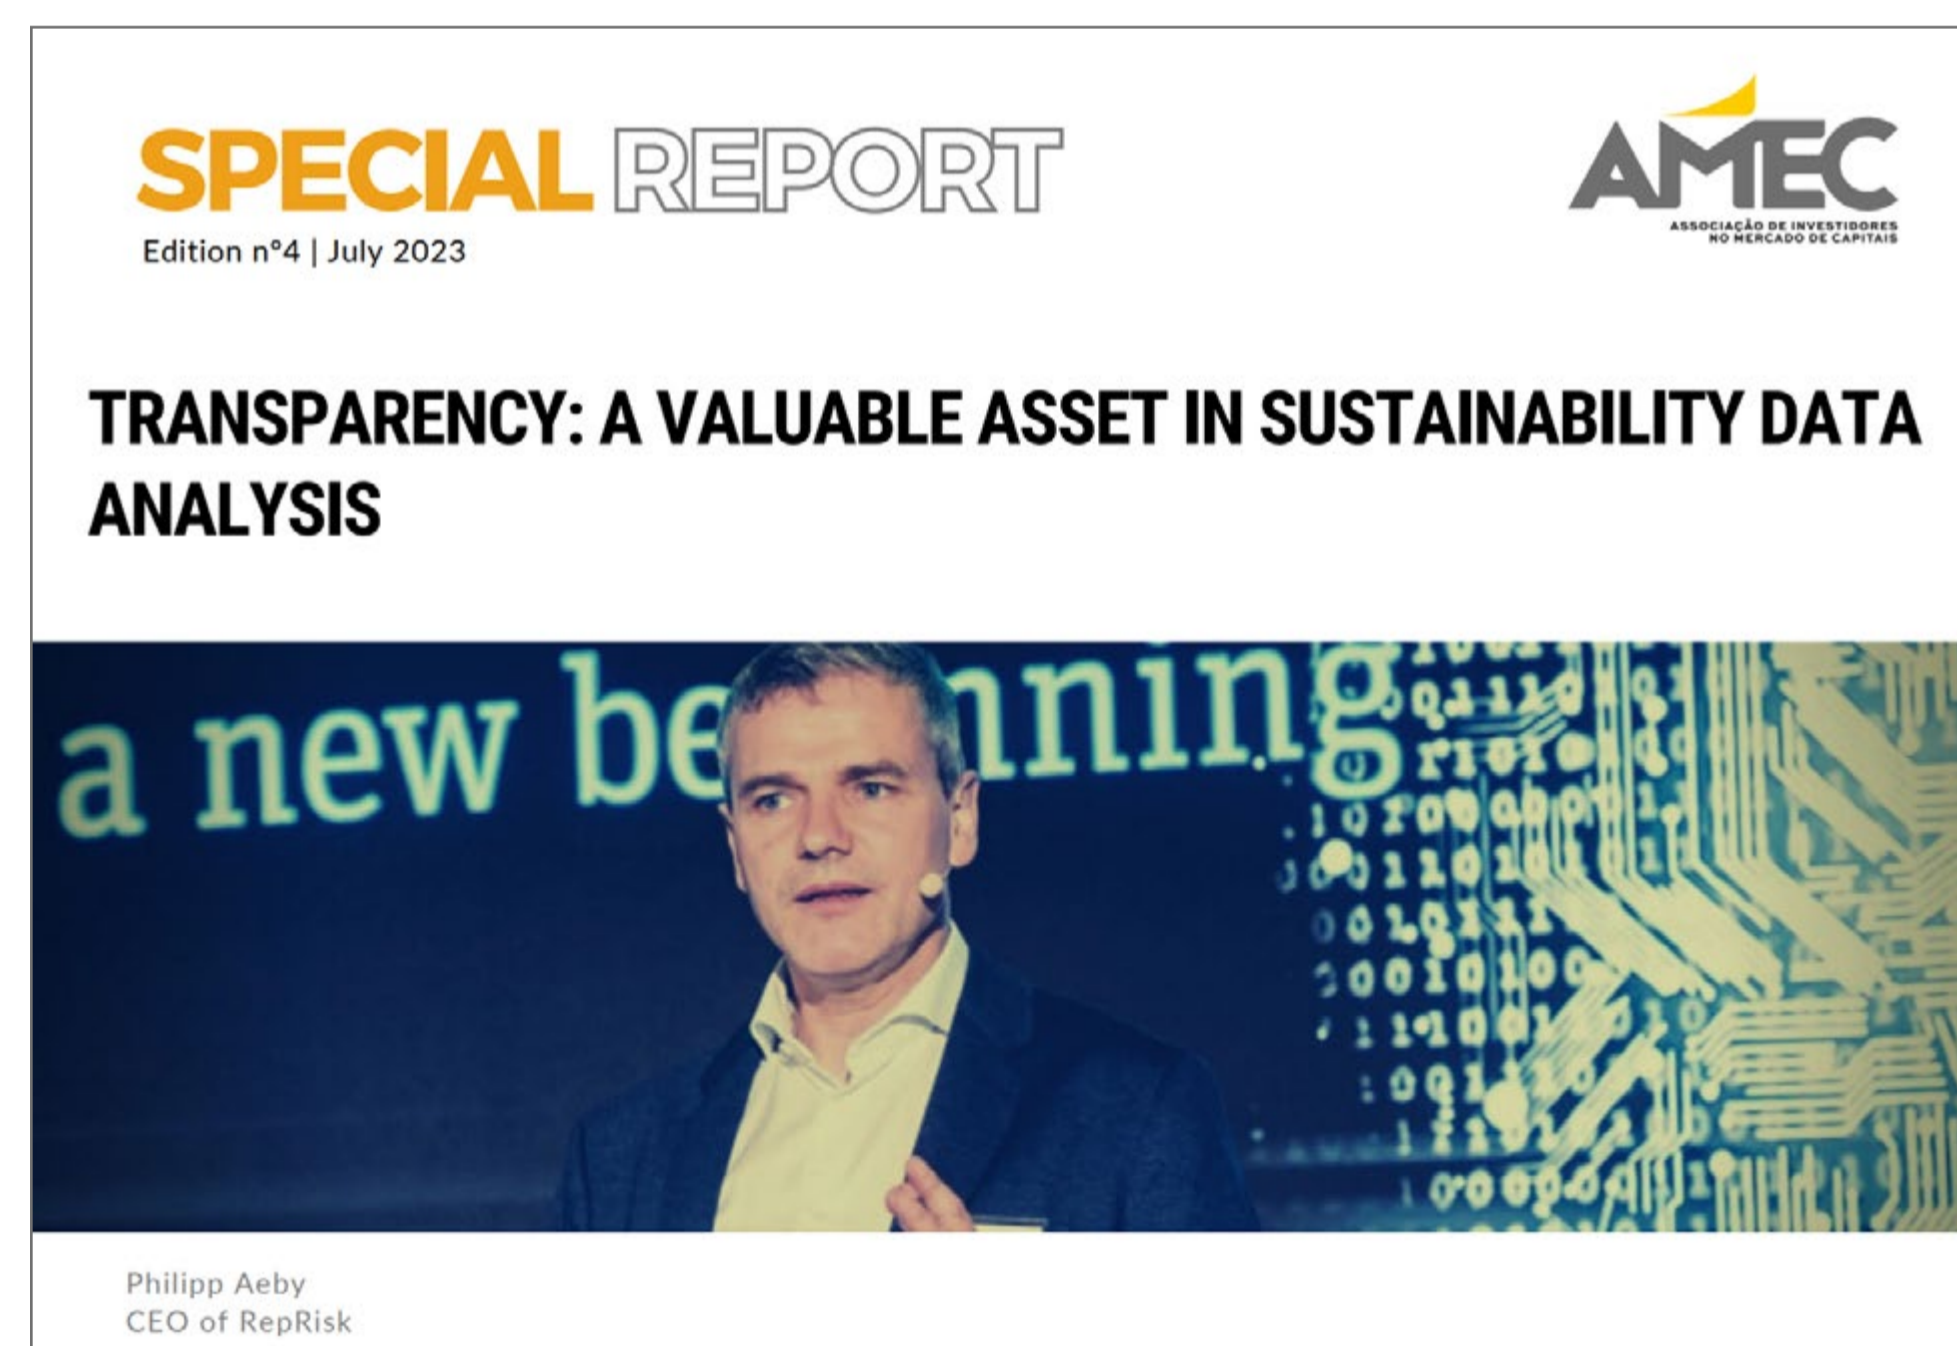 SPECIAL REPORT
Edition nº4 | July 2023
AMEC
ASSOCIAÇÃO DE INVESTIDORES
NO MERCADO DE CAPITAIS
TRANSPARENCY: A VALUABLE ASSET IN SUSTAINABILITY DATA
ANALYSIS
a new be nning
Philipp Aeby
CEO of RepRisk